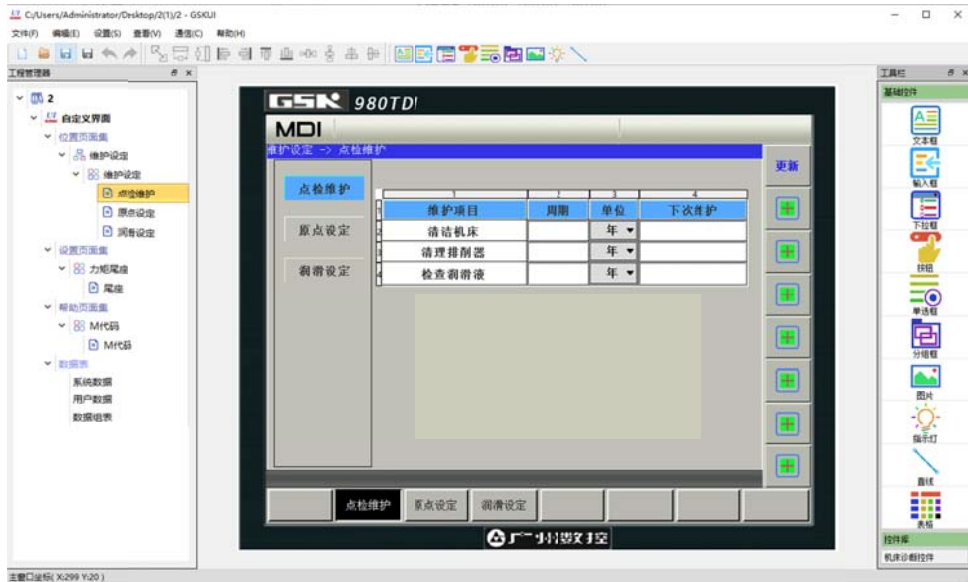 C:/Users/Administrator/Desktop/2(1)/2 - GSKUI
文件(F) 编辑(E) 设置(S) 查看(V) 通信(C) 帮助(H)
工程管理器
2
自定义界面
位置页面集
维护设定
维护设定
点检维护
原点设定
润滑设定
设置页面集
力矩尾座
尾座
帮助页面集
M代码
M代码
数据表
系统数据
用户数据
数据组表
GSK 980TDi
MDI
维护设定 -> 点检维护
更新
点检维护
原点设定
润滑设定
1 2 3 4
1 维护项目 周期 单位 下次维护
2 清洁机床 年
3 清理排削器 年
4 检查润滑液 年
点检维护 原点设定 润滑设定
广州数控
工具栏
基础控件
文本框
输入框
下拉框
按钮
单选框
分组框
图片
指示灯
直线
表格
控件库
机床诊断控件
主窗口坐标( X:299 Y:20 )